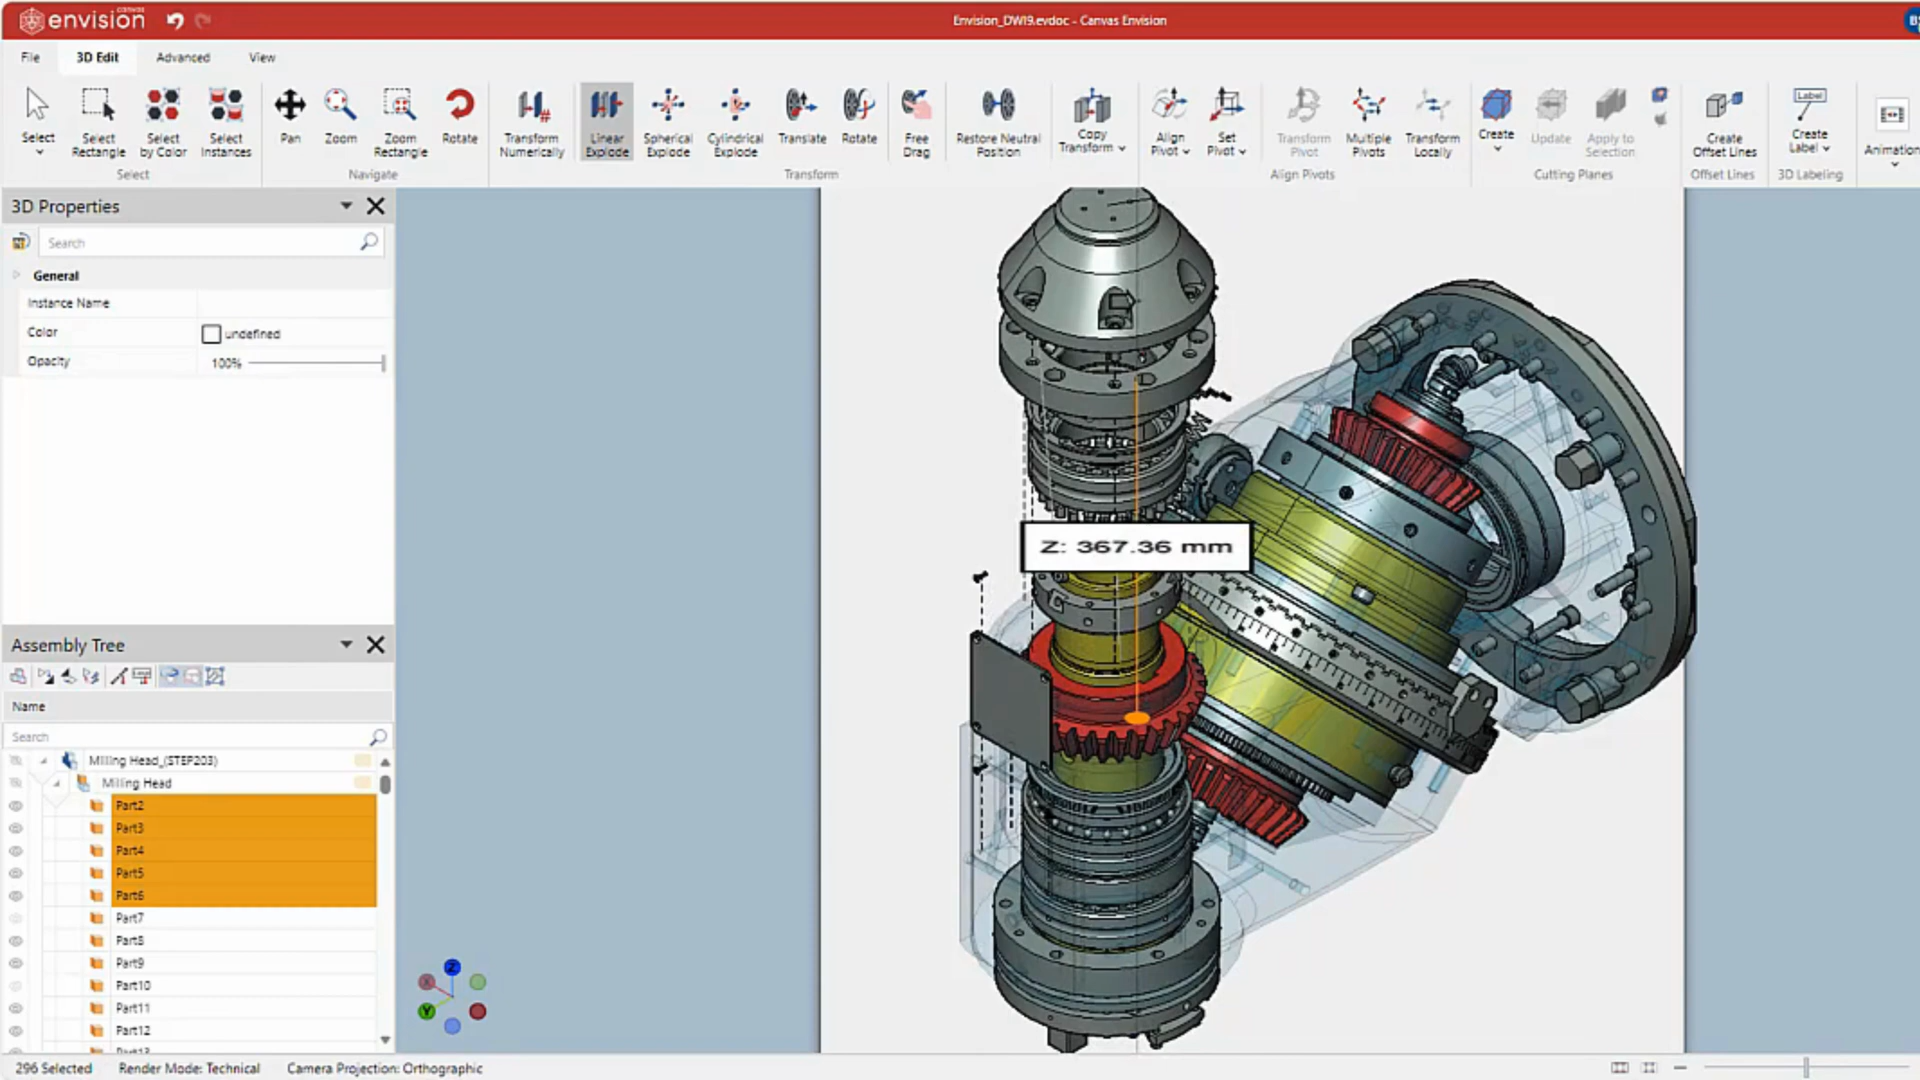 canvas
envision
Envision_DWI9.evdoc - Canvas Envision
File
3D Edit
Advanced
View
Select
Select
Rectangle
Select
by Color
Select
Instances
Pan
Zoom
Zoom
Rectangle
Rotate
Transform
Numerically
Linear
Explode
Spherical
Explode
Cylindrical
Explode
Translate
Rotate
Free
Drag
Restore Neutral
Position
Copy
Transform
Align
Pivot
Set
Pivot
Transform
Pivot
Multiple
Pivots
Transform
Locally
Create
Update
Apply to
Selection
Create
Offset Lines
Label
Create
Label
Animation
Select
Navigate
Transform
Align Pivots
Cutting Planes
Offset Lines
3D Labeling
3D Properties
Search
General
Instance Name
Color
undefined
Opacity
100%
Z: 367.36 mm
Assembly Tree
Name
Search
Milling Head_(STEP203)
Milling Head
Part2
Part3
Part4
Part5
Part6
Part7
Part8
Part9
Part10
Part11
Part12
Part13
Z
X
Y
296 Selected
Render Mode: Technical
Camera Projection: Orthographic